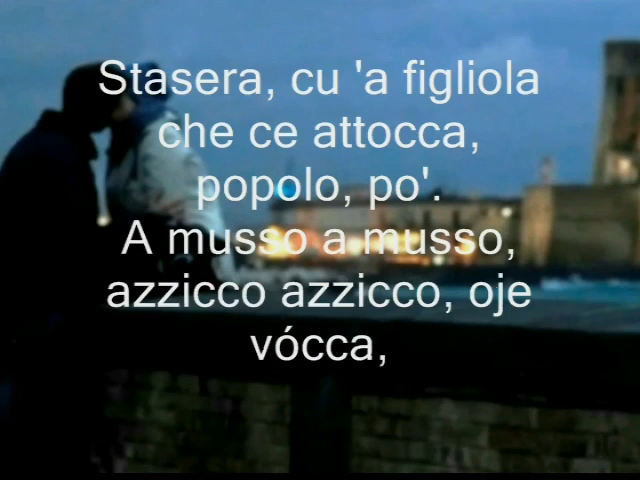 Stasera, cu 'a figliola
che ce attocca,
popolo, po'.
A musso a musso,
azzicco azzicco, oje
vócca,